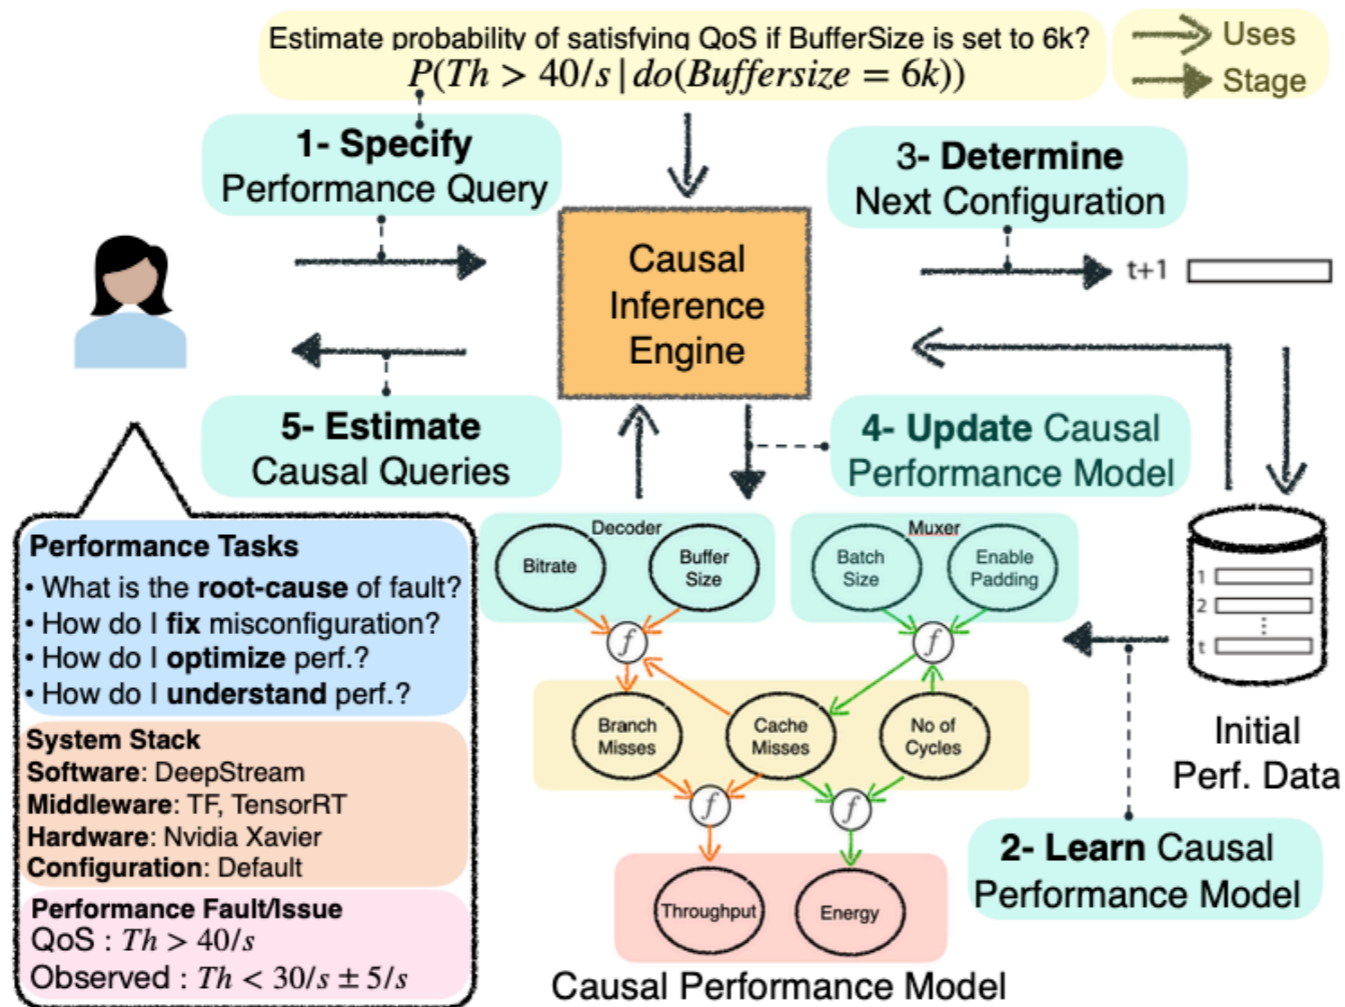 Estimate probability of satisfying QoS if BufferSize is set to 6k?
P(Th > 40/s | do(Buffersize = 6k))
Uses
Stage
1- Specify
Performance Query
3- Determine
Next Configuration
Causal
Inference
Engine
t+1
5- Estimate
Causal Queries
4- Update Causal
Performance Model
Performance Tasks
• What is the root-cause of fault?
• How do I fix misconfiguration?
• How do I optimize perf.?
• How do I understand perf.?
System Stack
Software: DeepStream
Middleware: TF, TensorRT
Hardware: Nvidia Xavier
Configuration: Default
Performance Fault/Issue
QoS : Th > 40/s
Observed : Th < 30/s ± 5/s
Decoder
Bitrate
Buffer
Size
Muxer
Batch
Size
Enable
Padding
f
f
Branch
Misses
Cache
Misses
No of
Cycles
f
f
Throughput
Energy
Causal Performance Model
1
2
⋮
t
Initial
Perf. Data
2- Learn Causal
Performance Model